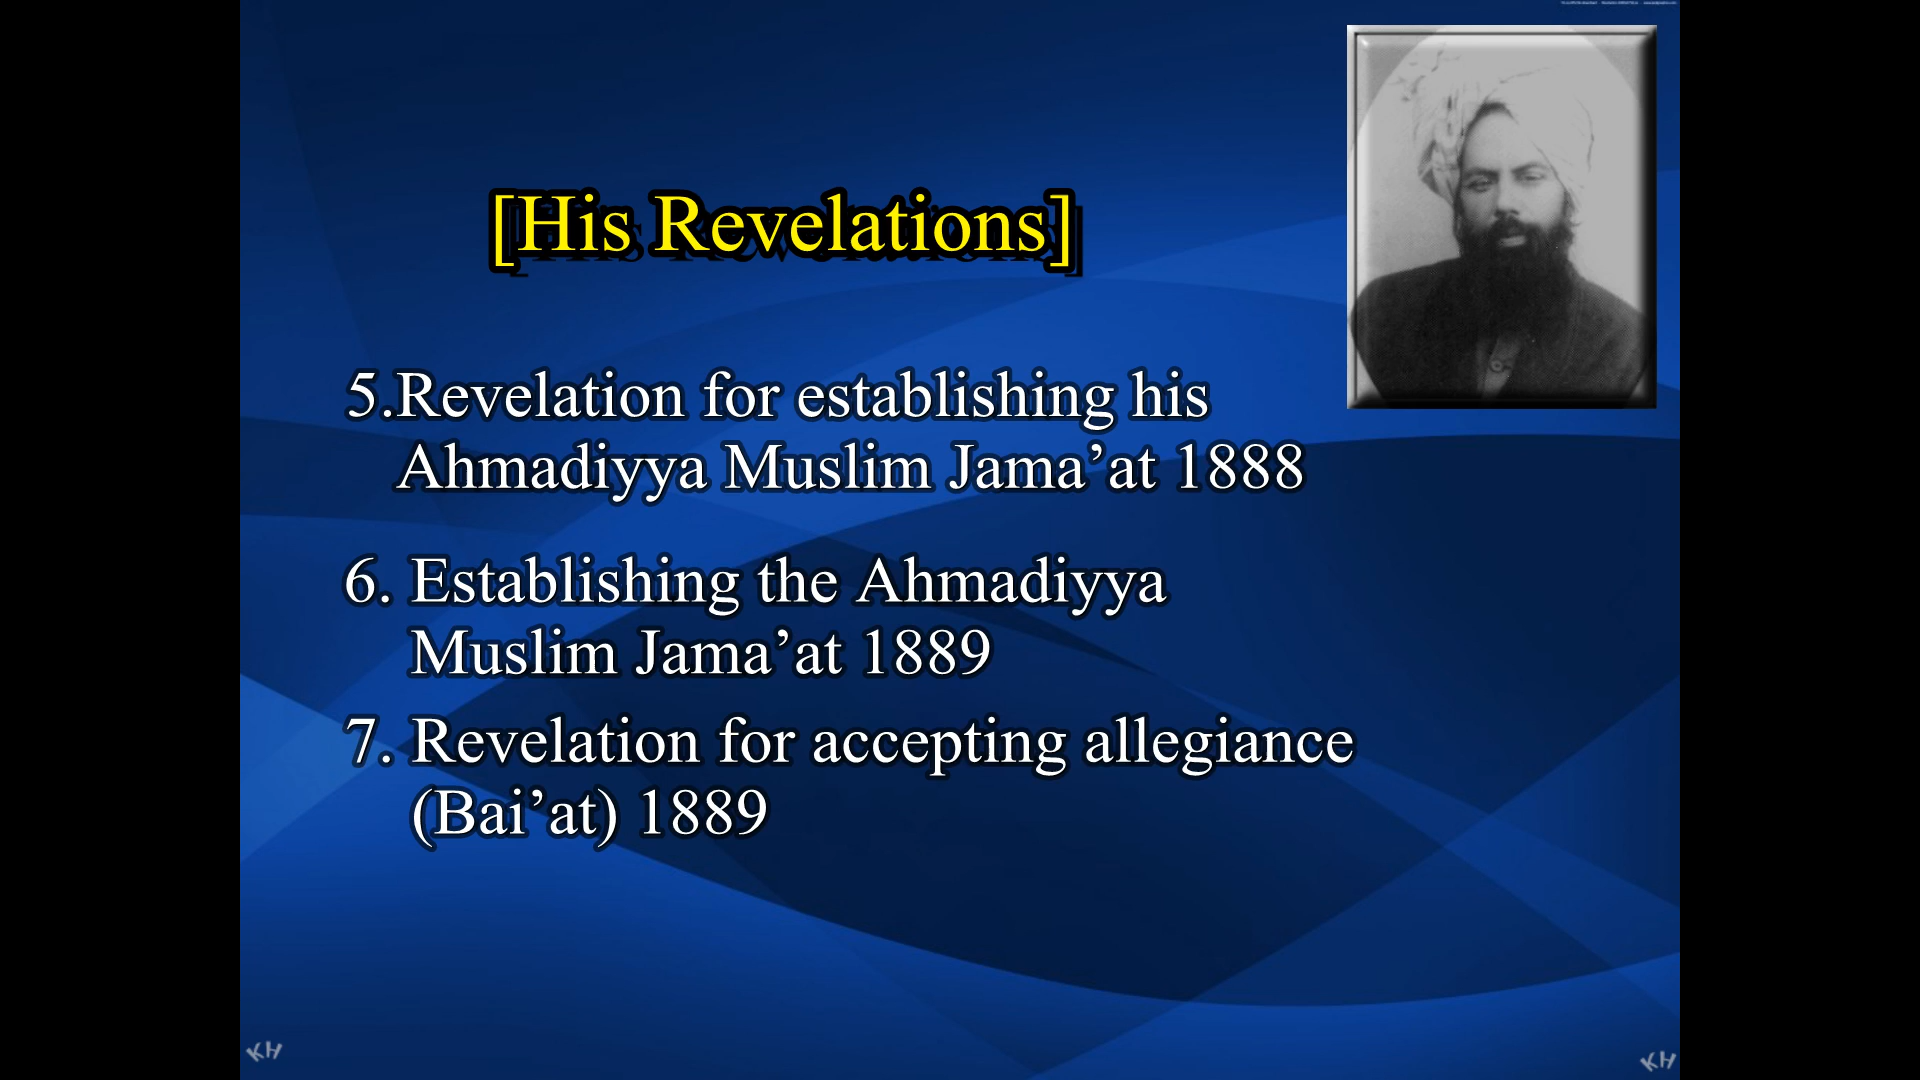 [His Revelations]
5.Revelation for establishing his
Ahmadiyya Muslim Jama’at 1888
6. Establishing the Ahmadiyya
Muslim Jama’at 1889
7. Revelation for accepting allegiance
(Bai’at) 1889
KH
KH